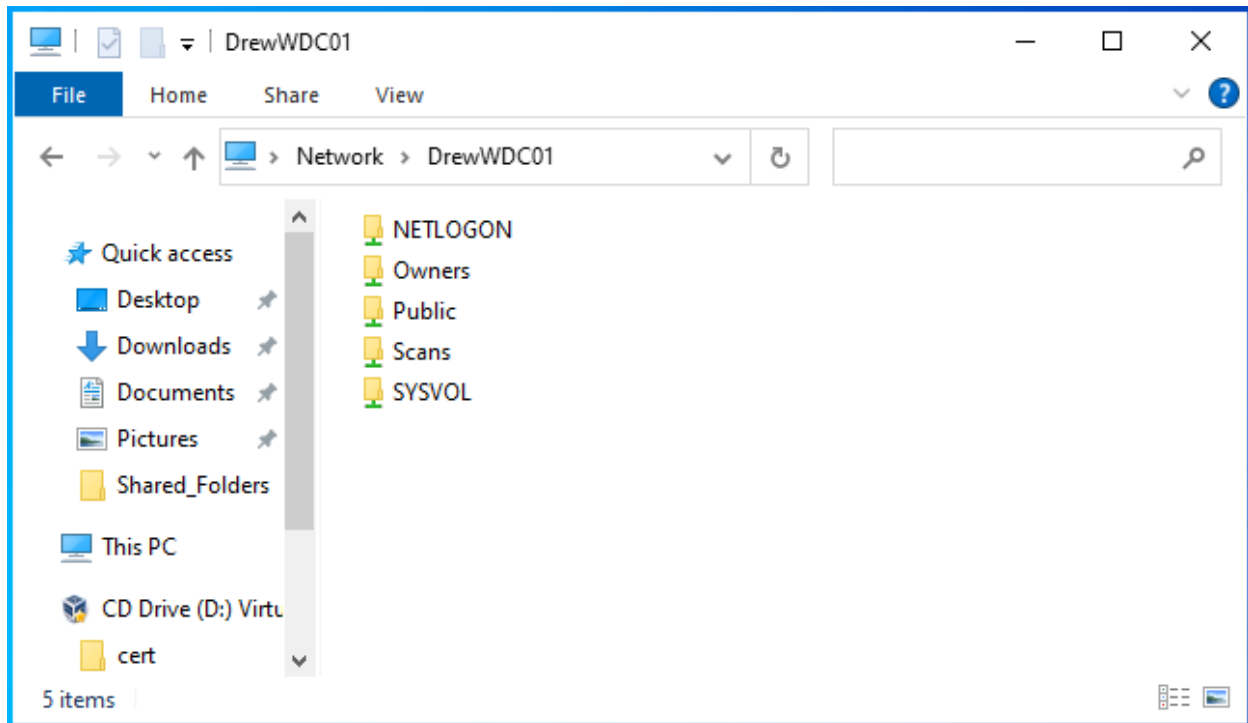 DrewWDC01
File Home Share View
Network > DrewWDC01
Quick access
Desktop
Downloads
Documents
Pictures
Shared_Folders
This PC
CD Drive (D:) Virtu
cert
NETLOGON
Owners
Public
Scans
SYSVOL
5 items